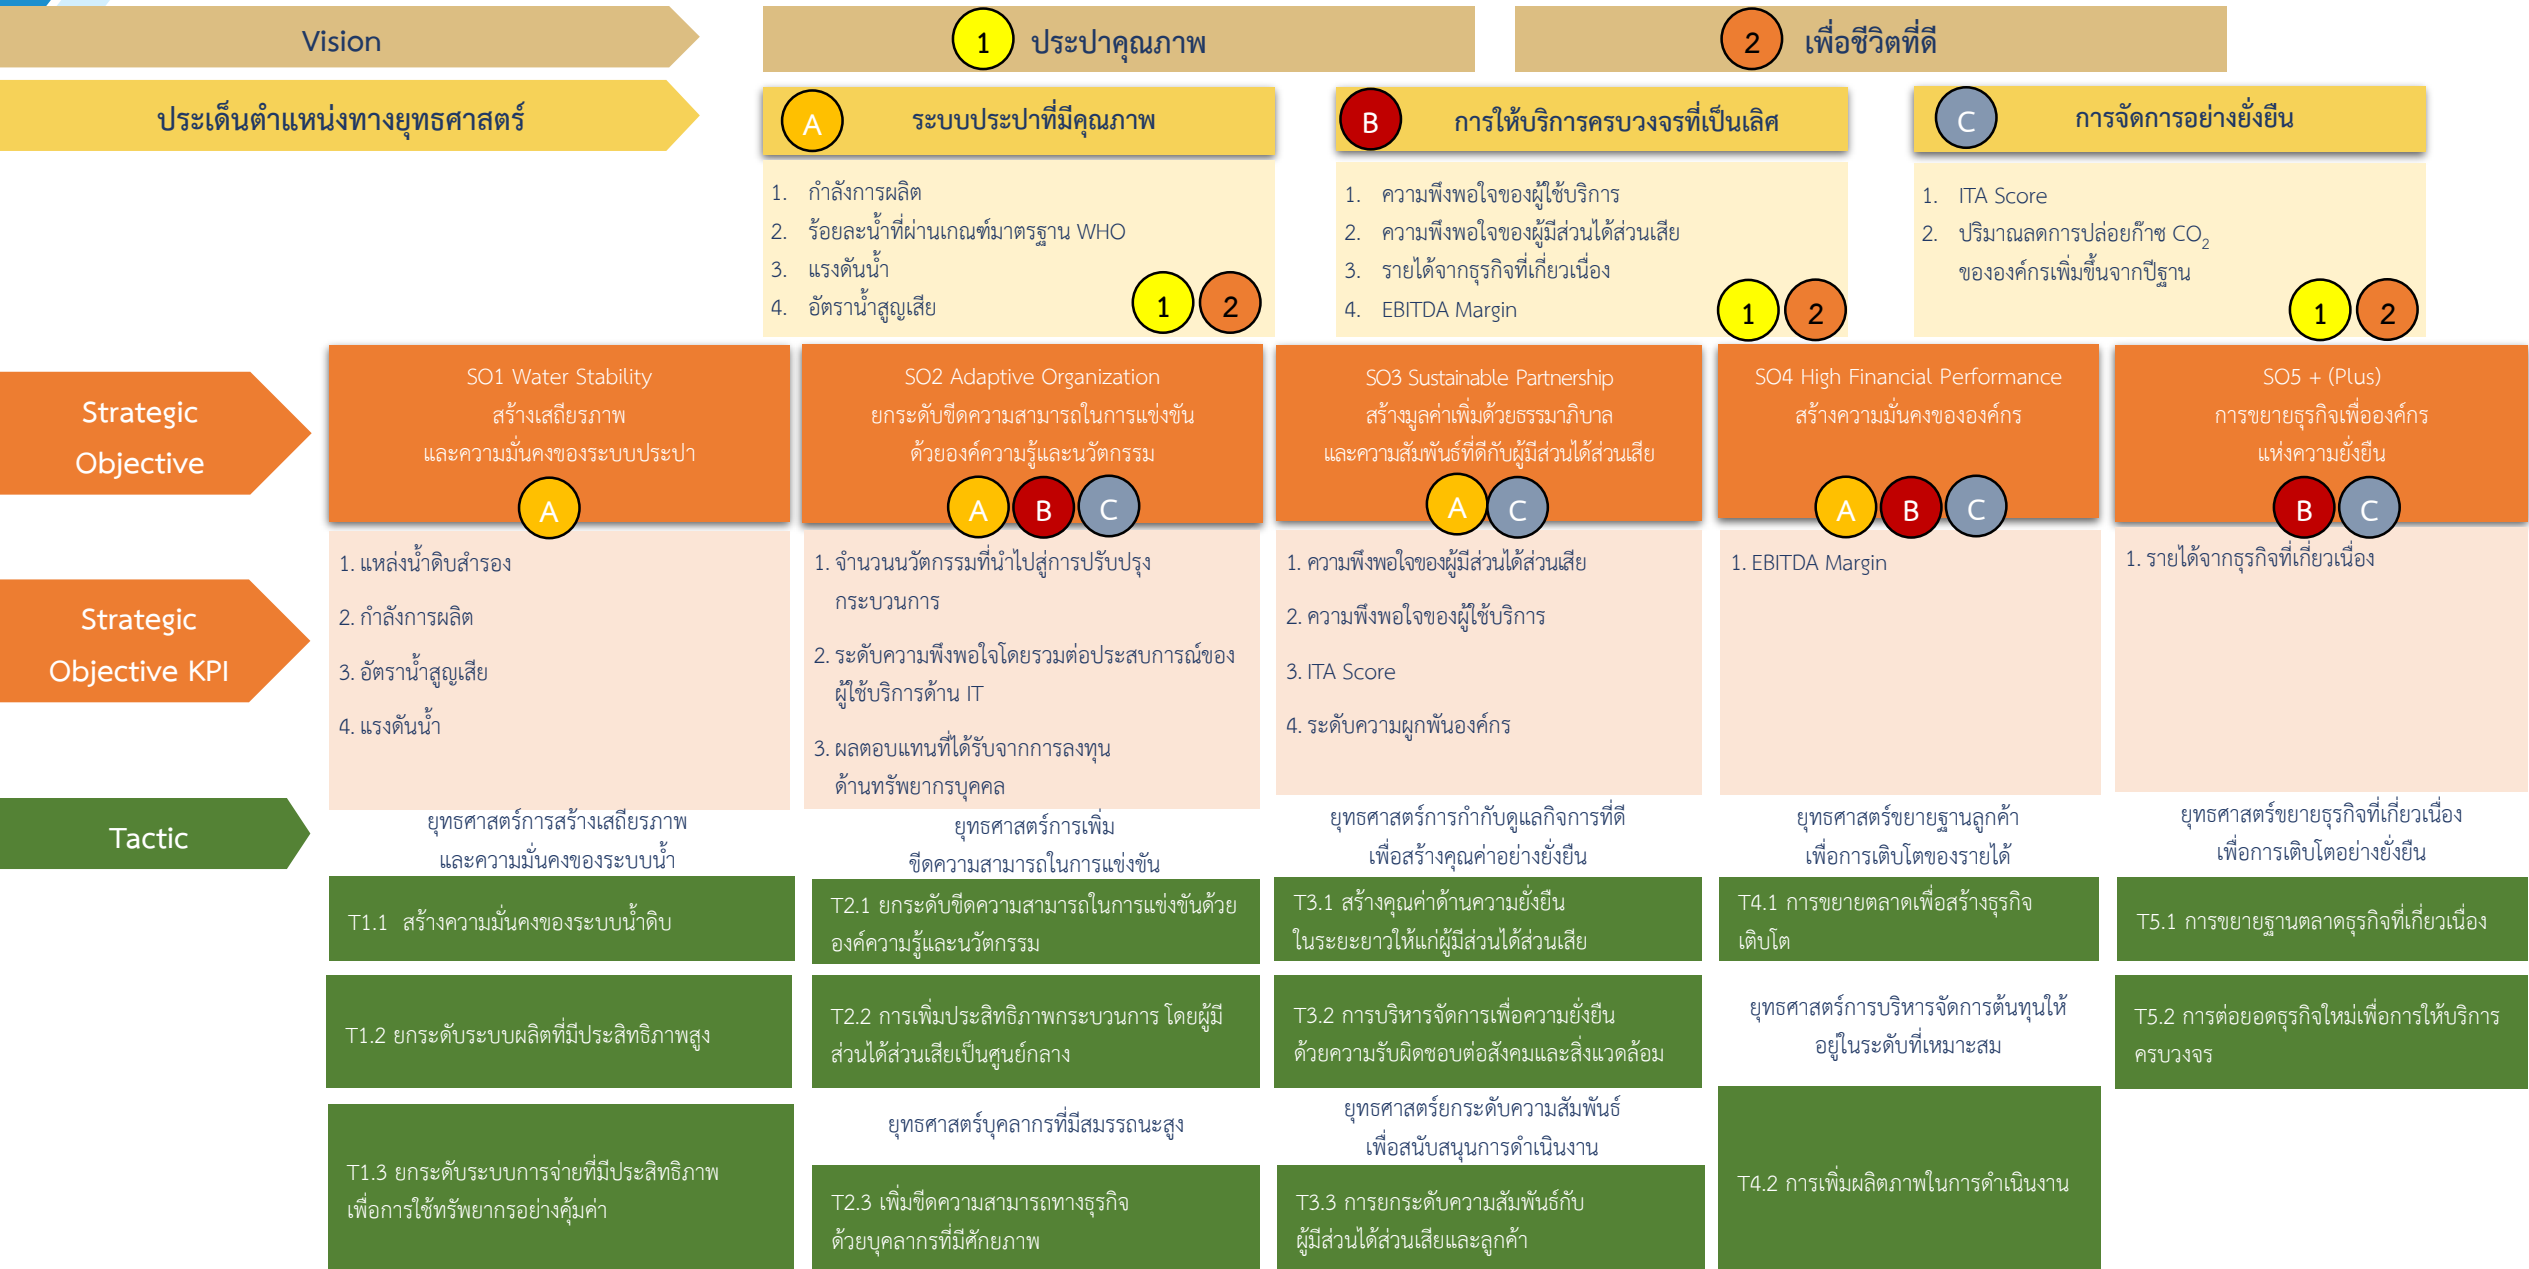 Vision
1 ประปาคุณภาพ
2 เพื่อชีวิตที่ดี
ประเด็นตำแหน่งทางยุทธศาสตร์
A ระบบประปาที่มีคุณภาพ
B การให้บริการครบวงจรที่เป็นเลิศ
C การจัดการอย่างยั่งยืน
1. กำลังการผลิต
2. ร้อยละน้ำที่ผ่านเกณฑ์มาตรฐาน WHO
3. แรงดันน้ำ
4. อัตราน้ำสูญเสีย
1 2
1. ความพึงพอใจของผู้ใช้บริการ
2. ความพึงพอใจของผู้มีส่วนได้ส่วนเสีย
3. รายได้จากธุรกิจที่เกี่ยวเนื่อง
4. EBITDA Margin
1 2
1. ITA Score
2. ปริมาณลดการปล่อยก๊าซ CO2
ขององค์กรเพิ่มขึ้นจากปีฐาน
1 2
Strategic
Objective
SO1 Water Stability
สร้างเสถียรภาพ
และความมั่นคงของระบบประปา
A
SO2 Adaptive Organization
ยกระดับขีดความสามารถในการแข่งขัน
ด้วยองค์ความรู้และนวัตกรรม
A B C
SO3 Sustainable Partnership
สร้างมูลค่าเพิ่มด้วยธรรมาภิบาล
และความสัมพันธ์ที่ดีกับผู้มีส่วนได้ส่วนเสีย
A C
SO4 High Financial Performance
สร้างความมั่นคงขององค์กร
A B C
SO5 + (Plus)
การขยายธุรกิจเพื่อองค์กร
แห่งความยั่งยืน
B C
Strategic
Objective KPI
1. แหล่งน้ำดิบสำรอง
2. กำลังการผลิต
3. อัตราน้ำสูญเสีย
4. แรงดันน้ำ
1. จำนวนนวัตกรรมที่นำไปสู่การปรับปรุง
กระบวนการ
2. ระดับความพึงพอใจโดยรวมต่อประสบการณ์ของ
ผู้ใช้บริการด้าน IT
3. ผลตอบแทนที่ได้รับจากการลงทุน
ด้านทรัพยากรบุคคล
1. ความพึงพอใจของผู้มีส่วนได้ส่วนเสีย
2. ความพึงพอใจของผู้ใช้บริการ
3. ITA Score
4. ระดับความผูกพันองค์กร
1. EBITDA Margin
1. รายได้จากธุรกิจที่เกี่ยวเนื่อง
Tactic
ยุทธศาสตร์การสร้างเสถียรภาพ
และความมั่นคงของระบบน้ำ
T1.1 สร้างความมั่นคงของระบบน้ำดิบ
T1.2 ยกระดับระบบผลิตที่มีประสิทธิภาพสูง
T1.3 ยกระดับระบบการจ่ายที่มีประสิทธิภาพ
เพื่อการใช้ทรัพยากรอย่างคุ้มค่า
ยุทธศาสตร์การเพิ่ม
ขีดความสามารถในการแข่งขัน
T2.1 ยกระดับขีดความสามารถในการแข่งขันด้วย
องค์ความรู้และนวัตกรรม
T2.2 การเพิ่มประสิทธิภาพกระบวนการ โดยผู้มี
ส่วนได้ส่วนเสียเป็นศูนย์กลาง
ยุทธศาสตร์บุคลากรที่มีสมรรถนะสูง
T2.3 เพิ่มขีดความสามารถทางธุรกิจ
ด้วยบุคลากรที่มีศักยภาพ
ยุทธศาสตร์การกำกับดูแลกิจการที่ดี
เพื่อสร้างคุณค่าอย่างยั่งยืน
T3.1 สร้างคุณค่าด้านความยั่งยืน
ในระยะยาวให้แก่ผู้มีส่วนได้ส่วนเสีย
T3.2 การบริหารจัดการเพื่อความยั่งยืน
ด้วยความรับผิดชอบต่อสังคมและสิ่งแวดล้อม
ยุทธศาสตร์ยกระดับความสัมพันธ์
เพื่อสนับสนุนการดำเนินงาน
T3.3 การยกระดับความสัมพันธ์กับ
ผู้มีส่วนได้ส่วนเสียและลูกค้า
ยุทธศาสตร์ขยายฐานลูกค้า
เพื่อการเติบโตของรายได้
T4.1 การขยายตลาดเพื่อสร้างธุรกิจ
เติบโต
ยุทธศาสตร์การบริหารจัดการต้นทุนให้
อยู่ในระดับที่เหมาะสม
T4.2 การเพิ่มผลิตภาพในการดำเนินงาน
ยุทธศาสตร์ขยายธุรกิจที่เกี่ยวเนื่อง
เพื่อการเติบโตอย่างยั่งยืน
T5.1 การขยายฐานตลาดธุรกิจที่เกี่ยวเนื่อง
T5.2 การต่อยอดธุรกิจใหม่เพื่อการให้บริการ
ครบวงจร